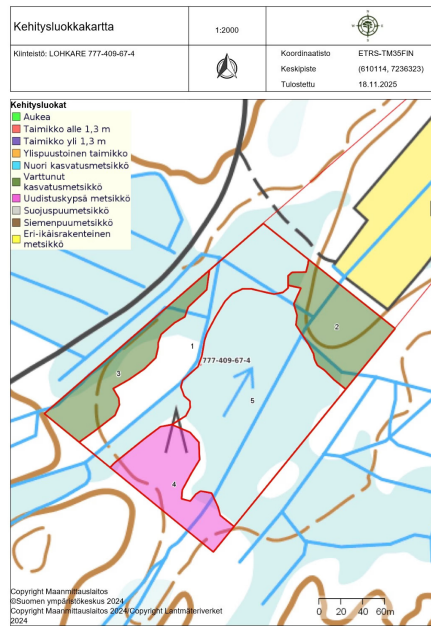 Kehitysluokkakartta
1:2000
Kiinteistö: LOHKARE 777-409-67-4
Koordinaatisto ETRS-TM35FIN
Keskipiste (610114, 7236323)
Tulostettu 18.11.2025
Kehitysluokat
Aukea
Taimikko alle 1,3 m
Taimikko yli 1,3 m
Ylispuustoinen taimikko
Nuori kasvatusmetsikkö
Varttunut
kasvatusmetsikkö
Uudistuskypsä metsikkö
Suojuspuumetsikkö
Siemenpuumetsikkö
Eri-ikäisrakenteinen
metsikkö
2
1
777-409-67-4
3
5
4
Copyright Maanmittauslaitos
©Suomen ympäristökeskus 2024
Copyright Maanmittauslaitos 2024/Copyright Lantmäteriverket
2024
0 20 40 60m